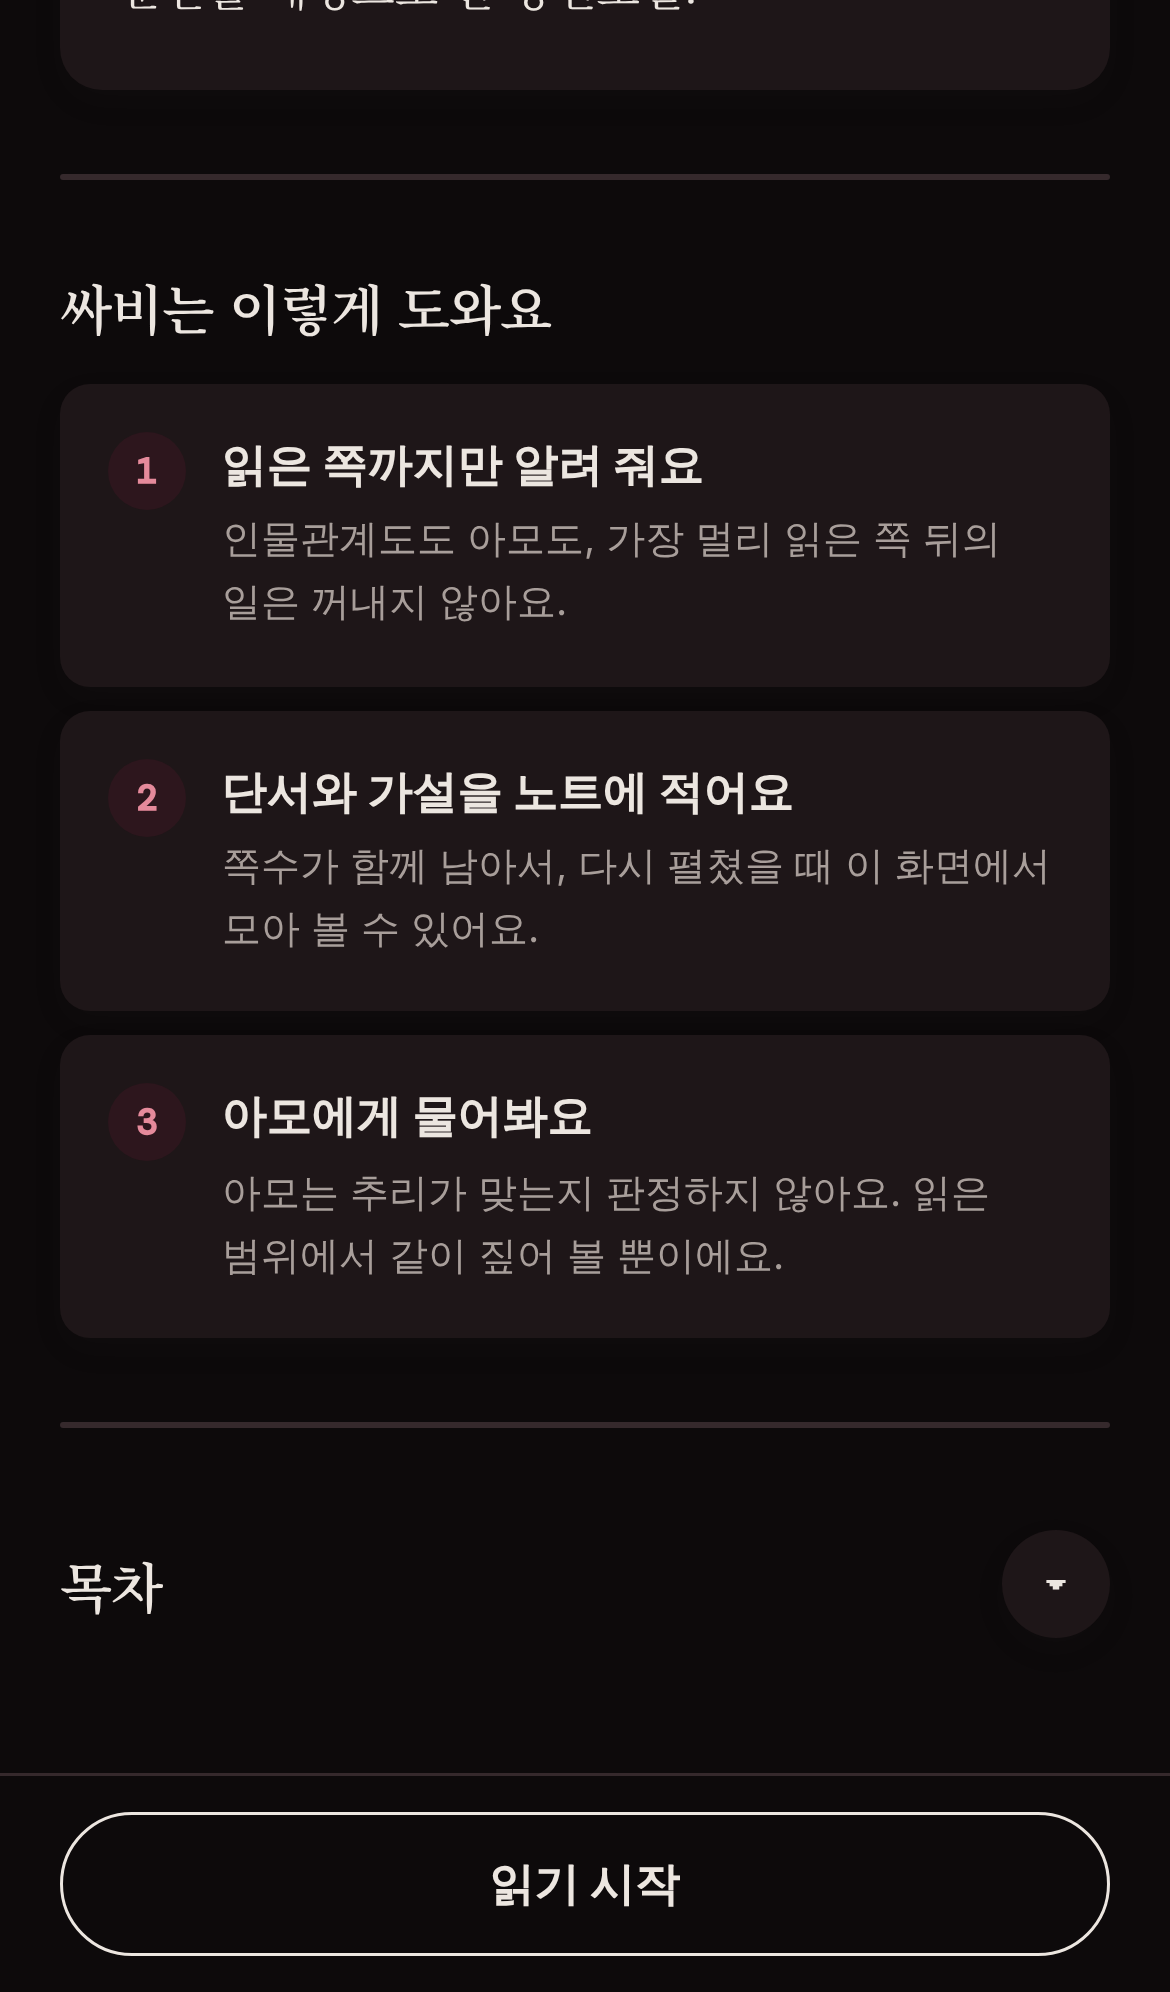 싸비는 이렇게 도와요
1
읽은 쪽까지만 알려 줘요
인물관계도도 아모도, 가장 멀리 읽은 쪽 뒤의
일은 꺼내지 않아요.
2
단서와 가설을 노트에 적어요
쪽수가 함께 남아서, 다시 펼쳤을 때 이 화면에서
모아 볼 수 있어요.
3
아모에게 물어봐요
아모는 추리가 맞는지 판정하지 않아요. 읽은
범위에서 같이 짚어 볼 뿐이에요.
목차
읽기 시작